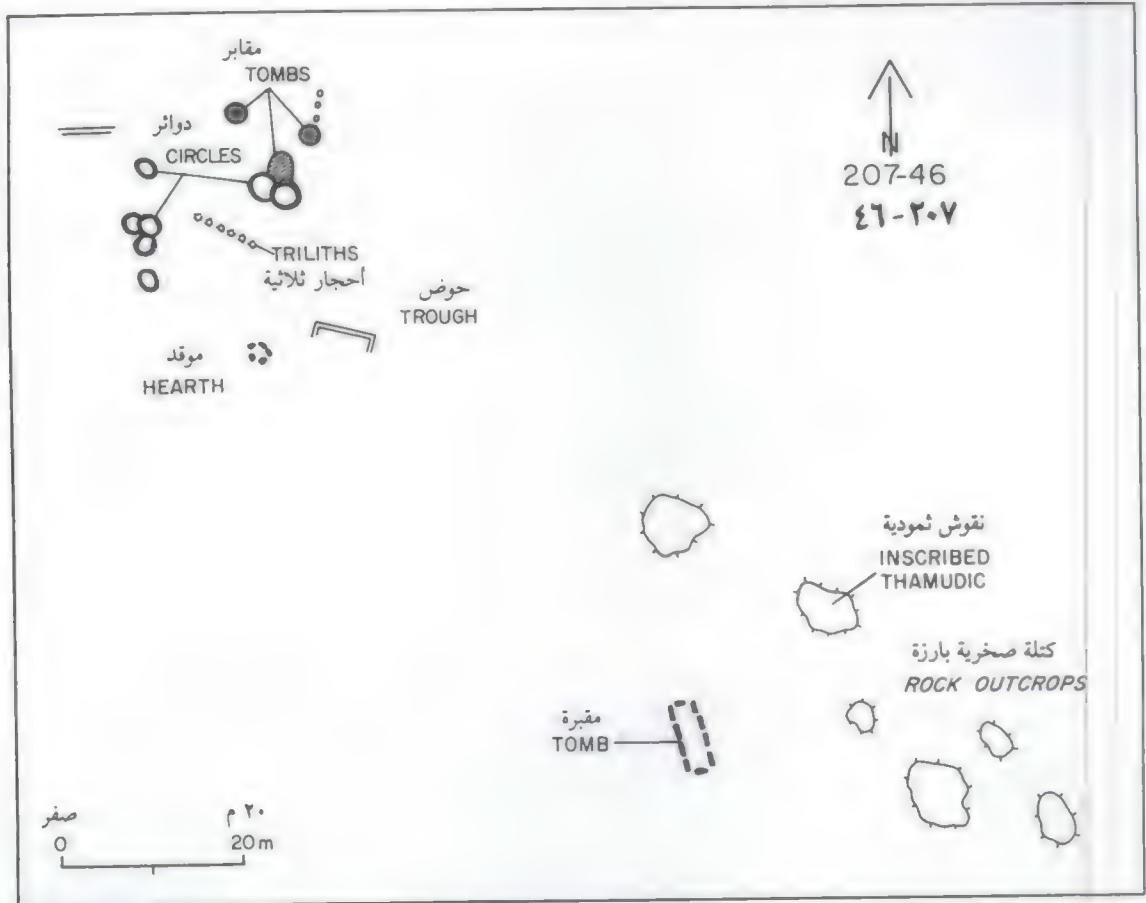 مقابر
TOMBS
دوائر
CIRCLES
TRILITHS
أحجار ثلاثية
حوض
TROUGH
موقد
HEARTH
N
207-46
٢٠٧-٤٦
نقوش ثمودية
INSCRIBED
THAMUDIC
كتلة صخرية بارزة
ROCK OUTCROPS
مقبرة
TOMB
صفر ٢٠ م
0 20m